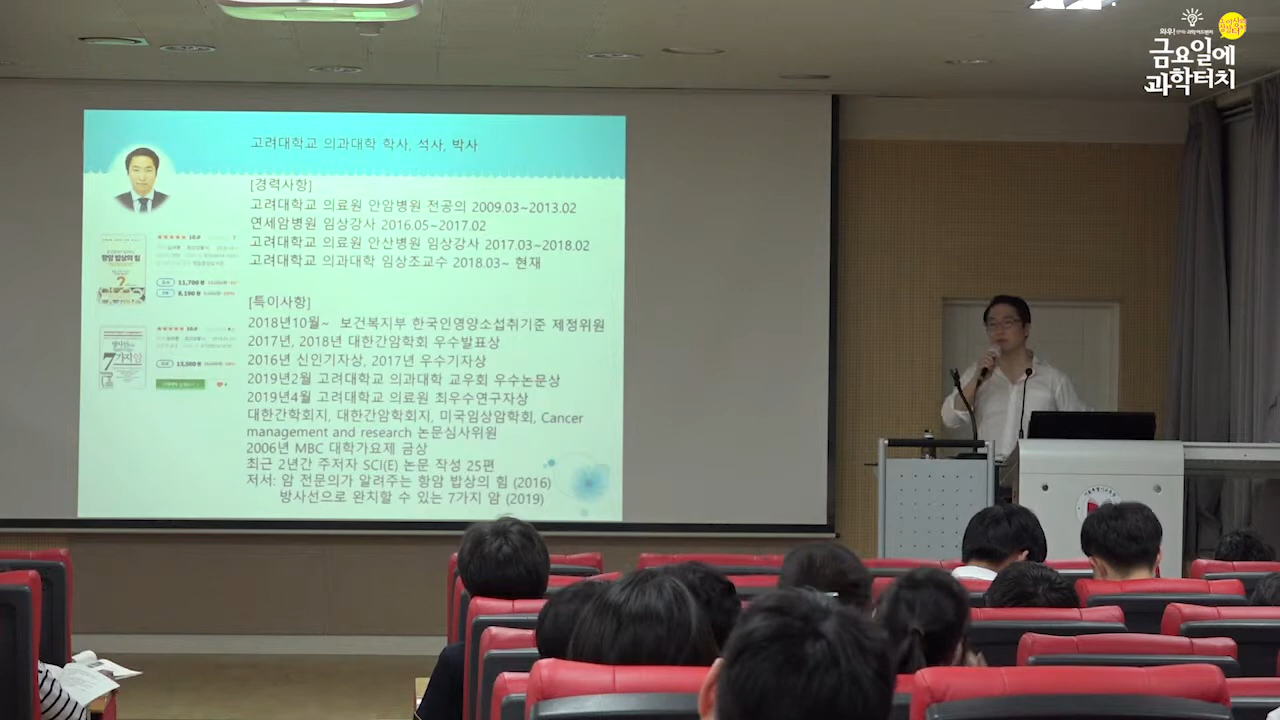 금요일에
과학터치
고려대학교 의과대학 학사, 석사, 박사
[경력사항]
고려대학교 의료원 안암병원 전공의 2009.03~2013.02
연세암병원 임상강사 2016.05~2017.02
고려대학교 의료원 안산병원 임상강사 2017.03~2018.02
고려대학교 의과대학 임상조교수 2018.03~ 현재
[특이사항]
2018년10월~ 보건복지부 한국인영양소섭취기준 제정위원
2017년, 2018년 대한간암학회 우수발표상
2016년 신인기자상, 2017년 우수기자상
2019년2월 고려대학교 의과대학 교우회 우수논문상
2019년4월 고려대학교 의료원 최우수연구자상
대한간학회지, 대한간암학회지, 미국임상암학회, Cancer
management and research 논문심사위원
2006년 MBC 대학가요제 금상
최근 2년간 주저자 SCI(E) 논문 작성 25편
저서: 암 전문의가 알려주는 항암 밥상의 힘 (2016)
방사선으로 완치할 수 있는 7가지 암 (2019)
항암 밥상의 힘
11,700 원
8,190 원
7가지 암
13,500 원